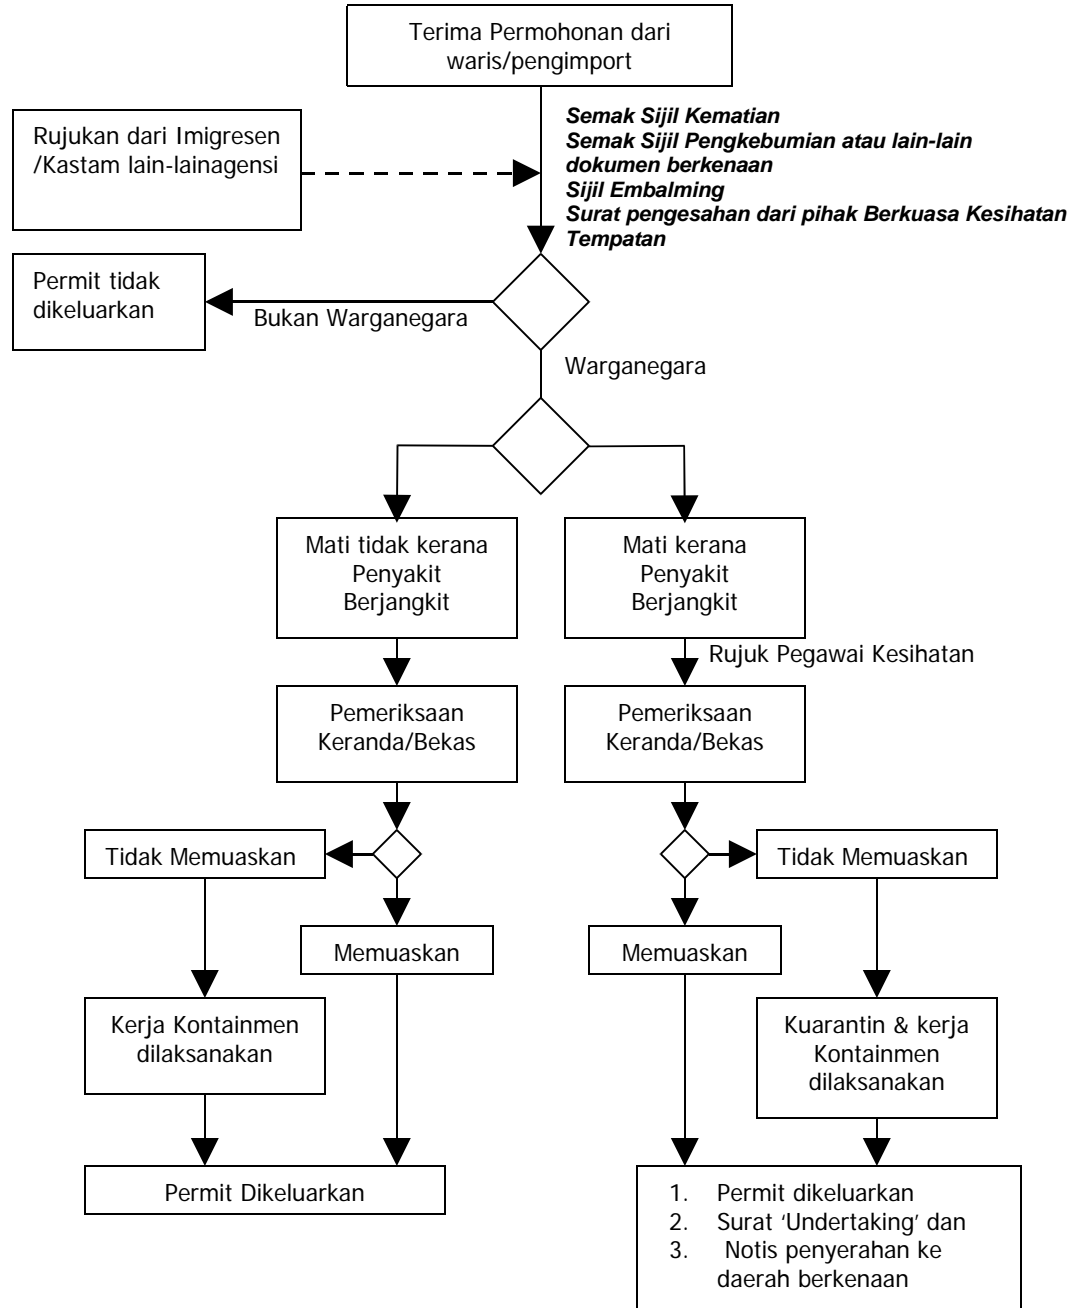 Terima Permohonan dari
waris/pengimport
Semak Sijil Kematian
Semak Sijil Pengkebumian atau lain-lain
dokumen berkenaan
Sijil Embalming
Surat pengesahan dari pihak Berkuasa Kesihatan
Tempatan
Rujukan dari Imigresen
/Kastam lain-lainagensi
Permit tidak
dikeluarkan
Bukan Warganegara
Warganegara
Mati tidak kerana
Penyakit
Berjangkit
Mati kerana
Penyakit
Berjangkit
Rujuk Pegawai Kesihatan
Pemeriksaan
Keranda/Bekas
Pemeriksaan
Keranda/Bekas
Tidak Memuaskan
Tidak Memuaskan
Memuaskan
Memuaskan
Kerja Kontainmen
dilaksanakan
Kuarantin & kerja
Kontainmen
dilaksanakan
Permit Dikeluarkan
1. Permit dikeluarkan
2. Surat ‘Undertaking’ dan
3. Notis penyerahan ke
daerah berkenaan